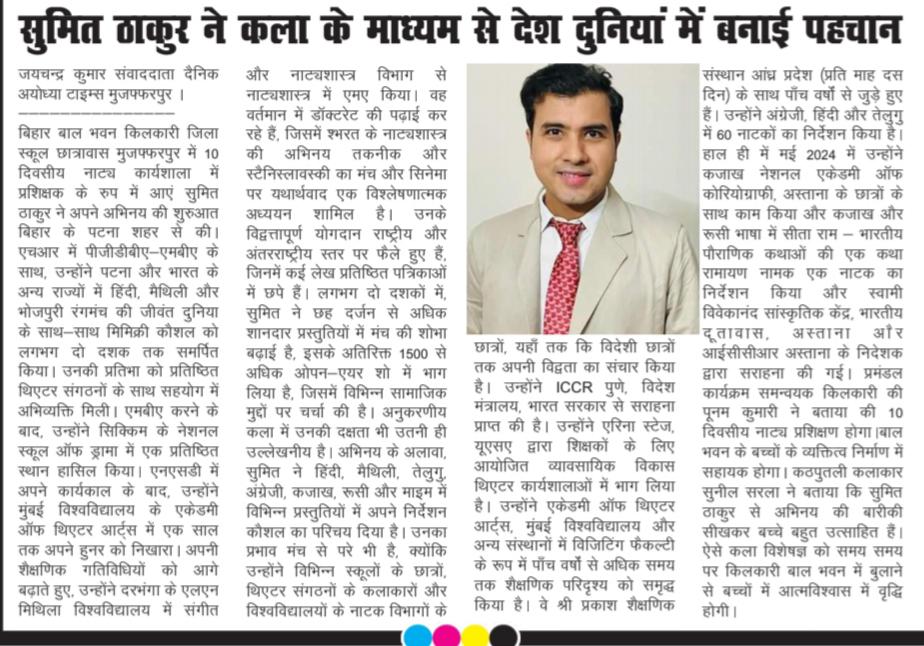 सुमित ठाकुर ने कला के माध्यम से देश दुनियां में बनाई पहचान
जयचन्द्र कुमार संवाददाता दैनिक
अयोध्या टाइम्स मुजफ्फरपुर ।
बिहार बाल भवन किलकारी जिला
स्कूल छात्रावास मुजफ्फरपुर में 10
दिवसीय नाट्य कार्यशाला में
प्रशिक्षक के रुप में आएं सुमित
ठाकुर ने अपने अभिनय की शुरुआत
बिहार के पटना शहर से की।
एचआर में पीजीडीबीए–एमबीए के
साथ, उन्होंने पटना और भारत के
अन्य राज्यों में हिंदी, मैथिली और
भोजपुरी रंगमंच की जीवंत दुनिया
के साथ–साथ मिमिक्री कौशल को
लगभग दो दशक तक समर्पित
किया। उनकी प्रतिभा को प्रतिष्ठित
थिएटर संगठनों के साथ सहयोग में
अभिव्यक्ति मिली। एमबीए करने के
बाद, उन्होंने सिक्किम के नेशनल
स्कूल ऑफ ड्रामा में एक प्रतिष्ठित
स्थान हासिल किया। एनएसडी में
अपने कार्यकाल के बाद, उन्होंने
मुंबई विश्वविद्यालय के एकेडमी
ऑफ थिएटर आर्ट्स में एक साल
तक अपने हुनर को निखारा। अपनी
शैक्षणिक गतिविधियों को आगे
बढ़ाते हुए, उन्होंने दरभंगा के एलएन
मिथिला विश्वविद्यालय में संगीत
और नाट्यशास्त्र विभाग से
नाट्यशास्त्र में एमए किया। वह
वर्तमान में डॉक्टरेट की पढ़ाई कर
रहे हैं, जिसमें श्भरत के नाट्यशास्त्र
की अभिनय तकनीक और
स्टैनिस्लावस्की का मंच और सिनेमा
पर यथार्थवाद एक विश्लेषणात्मक
अध्ययन शामिल है। उनके
विद्वत्तापूर्ण योगदान राष्ट्रीय और
अंतरराष्ट्रीय स्तर पर फैले हुए हैं,
जिनमें कई लेख प्रतिष्ठित पत्रिकाओं
में छपे हैं। लगभग दो दशकों में,
सुमित ने छह दर्जन से अधिक
शानदार प्रस्तुतियों में मंच की शोभा
बढ़ाई है, इसके अतिरिक्त 1500 से
अधिक ओपन–एयर शो में भाग
लिया है, जिसमें विभिन्न सामाजिक
मुद्दों पर चर्चा की है। अनुकरणीय
कला में उनकी दक्षता भी उतनी ही
उल्लेखनीय है। अभिनय के अलावा,
सुमित ने हिंदी, मैथिली, तेलुगु,
अंग्रेजी, कजाख, रूसी और माइम में
विभिन्न प्रस्तुतियों में अपने निर्देशन
कौशल का परिचय दिया है। उनका
प्रभाव मंच से परे भी है, क्योंकि
उन्होंने विभिन्न स्कूलों के छात्रों,
थिएटर संगठनों के कलाकारों और
विश्वविद्यालयों के नाटक विभागों के
छात्रों, यहाँ तक कि विदेशी छात्रों
तक अपनी विद्वता का संचार किया
है। उन्होंने ICCR पुणे, विदेश
मंत्रालय, भारत सरकार से सराहना
प्राप्त की है। उन्होंने एरिना स्टेज,
यूएसए द्वारा शिक्षकों के लिए
आयोजित व्यावसायिक विकास
थिएटर कार्यशालाओं में भाग लिया
है। उन्होंने एकेडमी ऑफ थिएटर
आर्ट्स, मुंबई विश्वविद्यालय और
अन्य संस्थानों में विजिटिंग फैकल्टी
के रूप में पाँच वर्षों से अधिक समय
तक शैक्षणिक परिदृश्य को समृद्ध
किया है। वे श्री प्रकाश शैक्षणिक
संस्थान आंध्र प्रदेश (प्रति माह दस
दिन) के साथ पाँच वर्षों से जुड़े हुए
हैं। उन्होंने अंग्रेजी, हिंदी और तेलुगु
में 60 नाटकों का निर्देशन किया है।
हाल ही में मई 2024 में उन्होंने
कजाख नेशनल एकेडमी ऑफ
कोरियोग्राफी, अस्ताना के छात्रों के
साथ काम किया और कजाख और
रूसी भाषा में सीता राम – भारतीय
पौराणिक कथाओं की एक कथा
रामायण नामक एक नाटक का
निर्देशन किया और स्वामी
विवेकानंद सांस्कृतिक केंद्र, भारतीय
दूतावास, अस्ताना और
आईसीसीआर अस्ताना के निदेशक
द्वारा सराहना की गई। प्रमंडल
कार्यक्रम समन्वयक किलकारी की
पूनम कुमारी ने बताया की 10
दिवसीय नाट्य प्रशिक्षण होगा।बाल
भवन के बच्चों के व्यक्तित्व निर्माण में
सहायक होगा। कठपुतली कलाकार
सुनील सरला ने बताया कि सुमित
ठाकुर से अभिनय की बारीकी
सीखकर बच्चे बहुत उत्साहित हैं।
ऐसे कला विशेषज्ञ को समय समय
पर किलकारी बाल भवन में बुलाने
से बच्चों में आत्मविश्वास में वृद्धि
होगी।